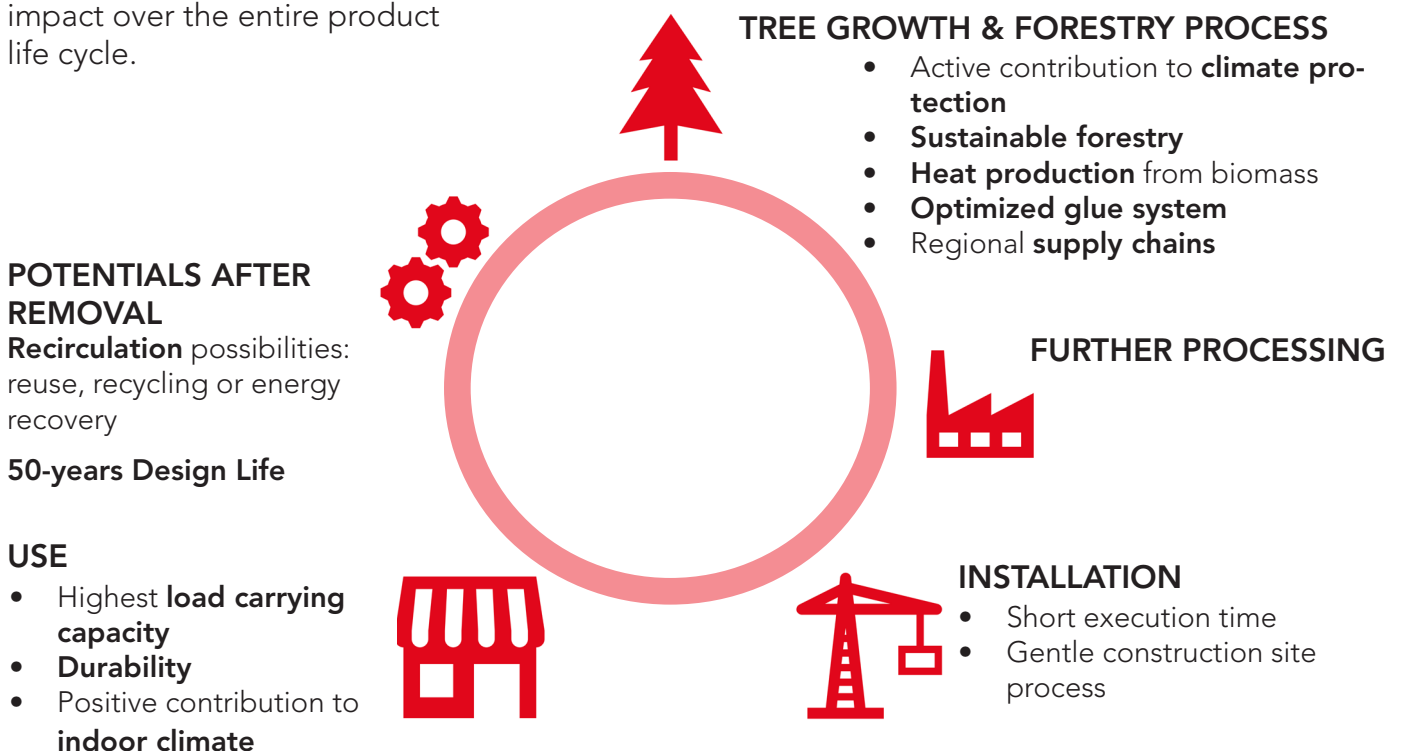 impact over the entire product
life cycle.
TREE GROWTH & FORESTRY PROCESS
• Active contribution to climate pro-
tection
• Sustainable forestry
• Heat production from biomass
• Optimized glue system
• Regional supply chains
FURTHER PROCESSING
INSTALLATION
• Short execution time
• Gentle construction site
process
USE
• Highest load carrying
capacity
• Durability
• Positive contribution to
indoor climate
50-years Design Life
POTENTIALS AFTER
REMOVAL
Recirculation possibilities:
reuse, recycling or energy
recovery